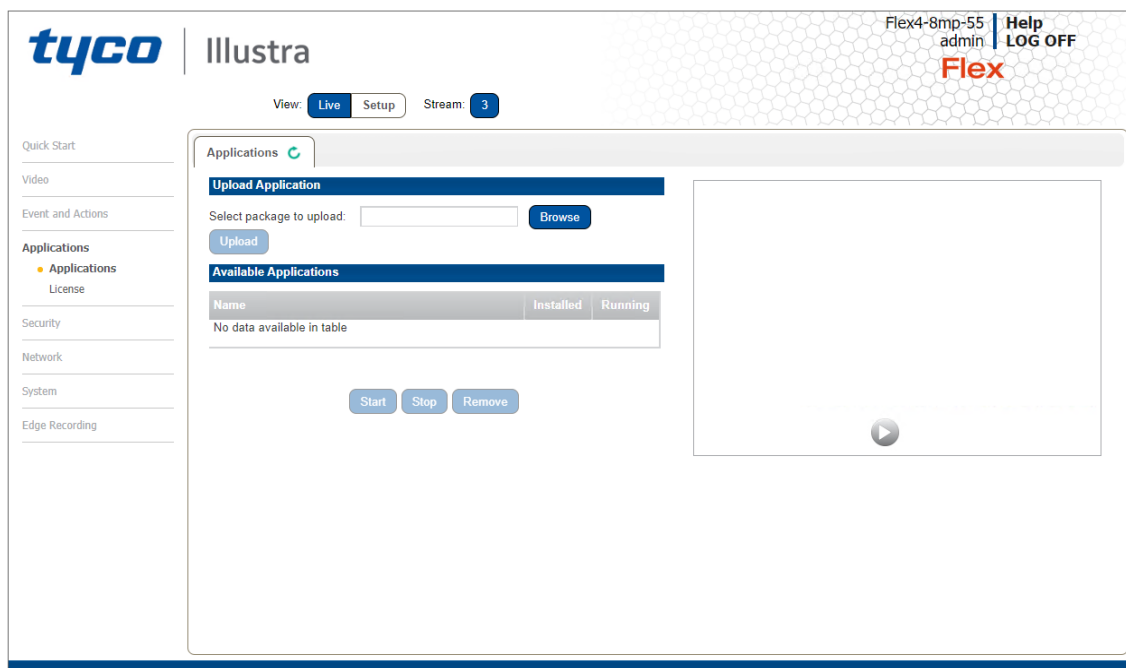 tyco
Illustra
Flex4-8mp-55
Help
admin
LOG OFF
Flex
View:
Live
Setup
Stream:
3
Quick Start
Video
Event and Actions
Applications
Applications
License
Security
Network
System
Edge Recording
Applications
Upload Application
Select package to upload:
Browse
Upload
Available Applications
Name Installed Running
No data available in table
Start
Stop
Remove